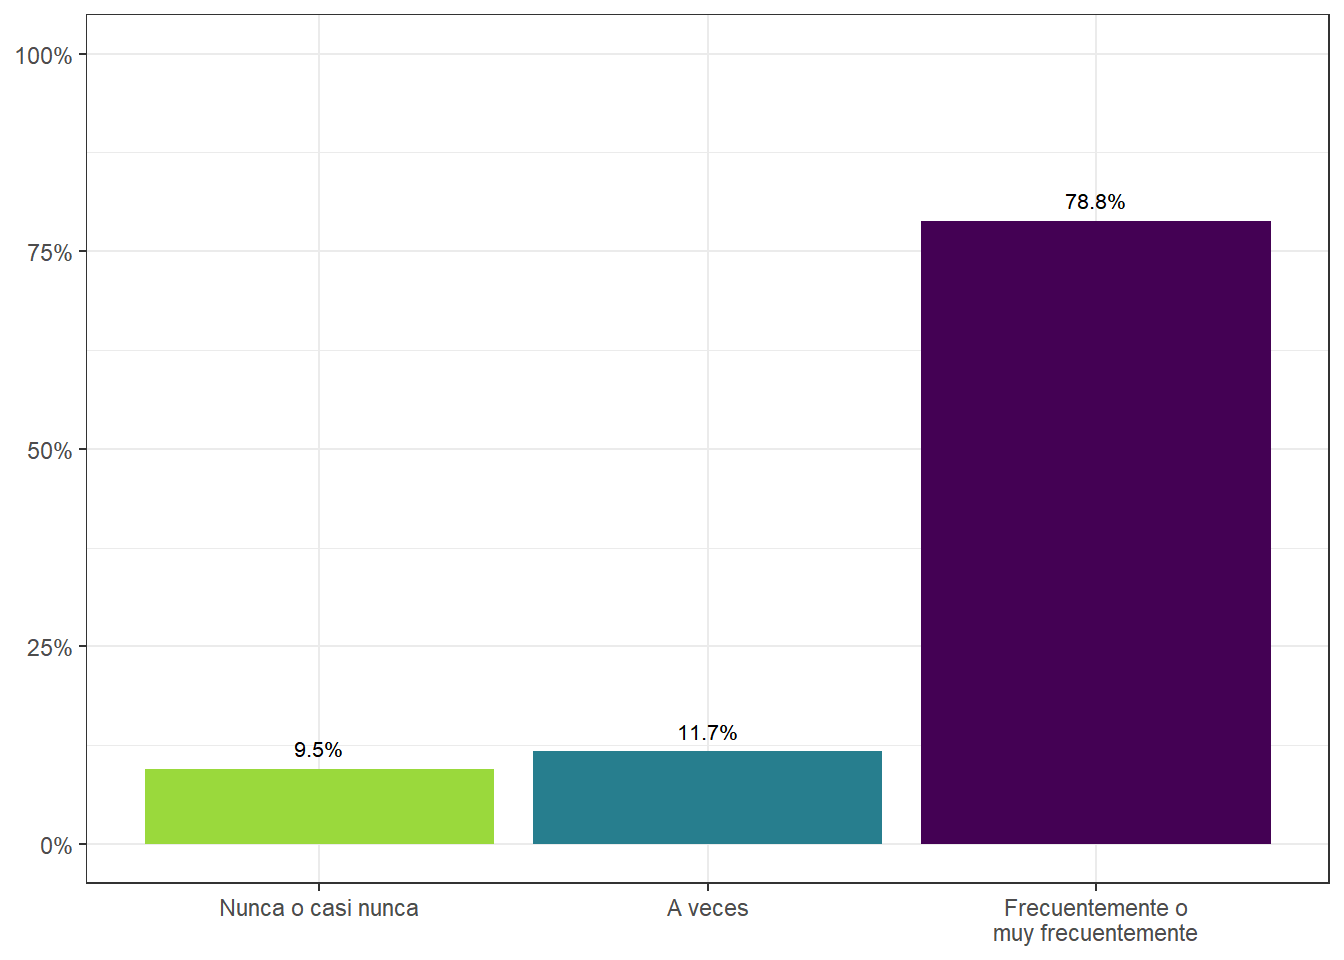 100%
75%
50%
25%
0%
9.5%
11.7%
78.8%
Nunca o casi nunca
A veces
Frecuentemente o
muy frecuentemente